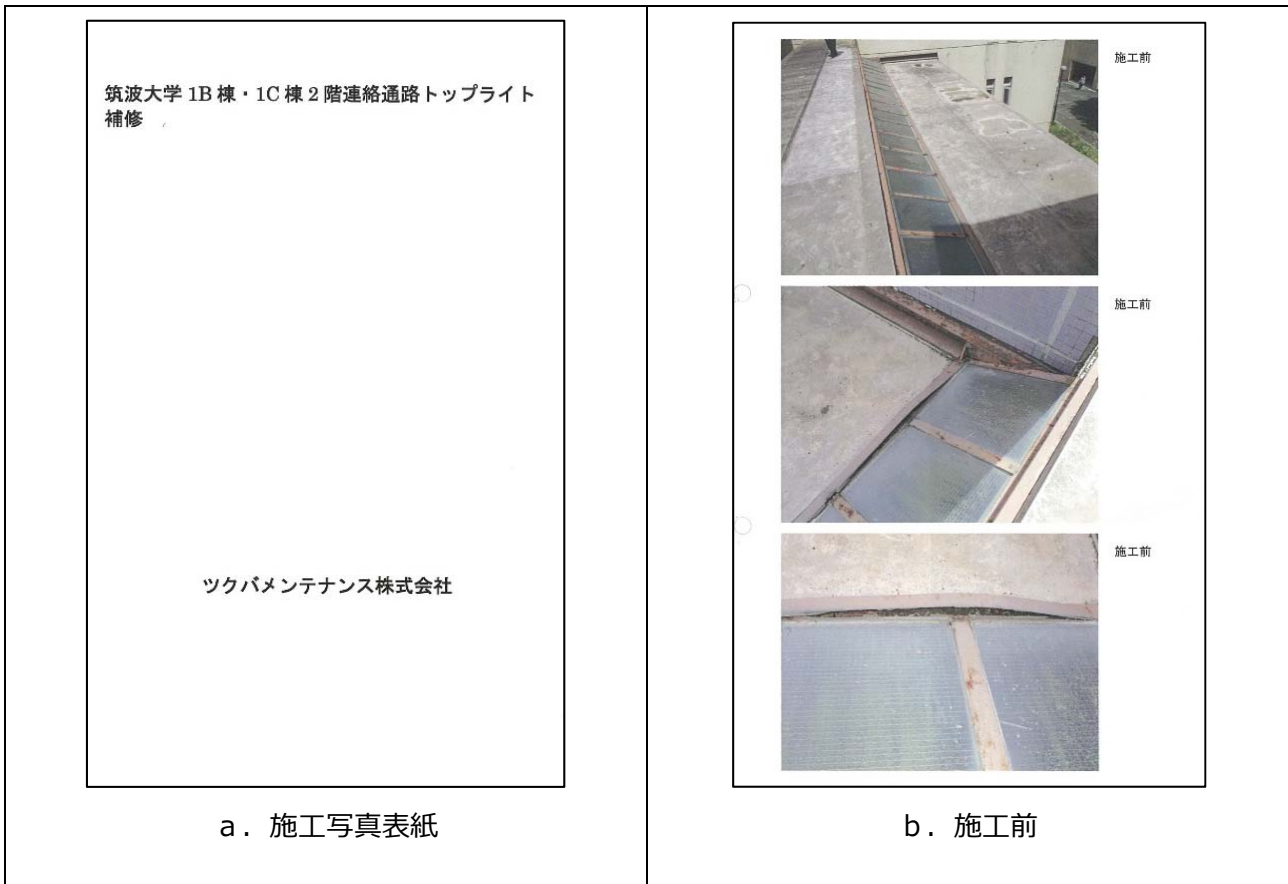 筑波大学 1B 棟・1C 棟 2 階連絡通路トップライト
補修
ツクバメンテナンス株式会社
a. 施工写真表紙
施工前
施工前
施工前
b. 施工前